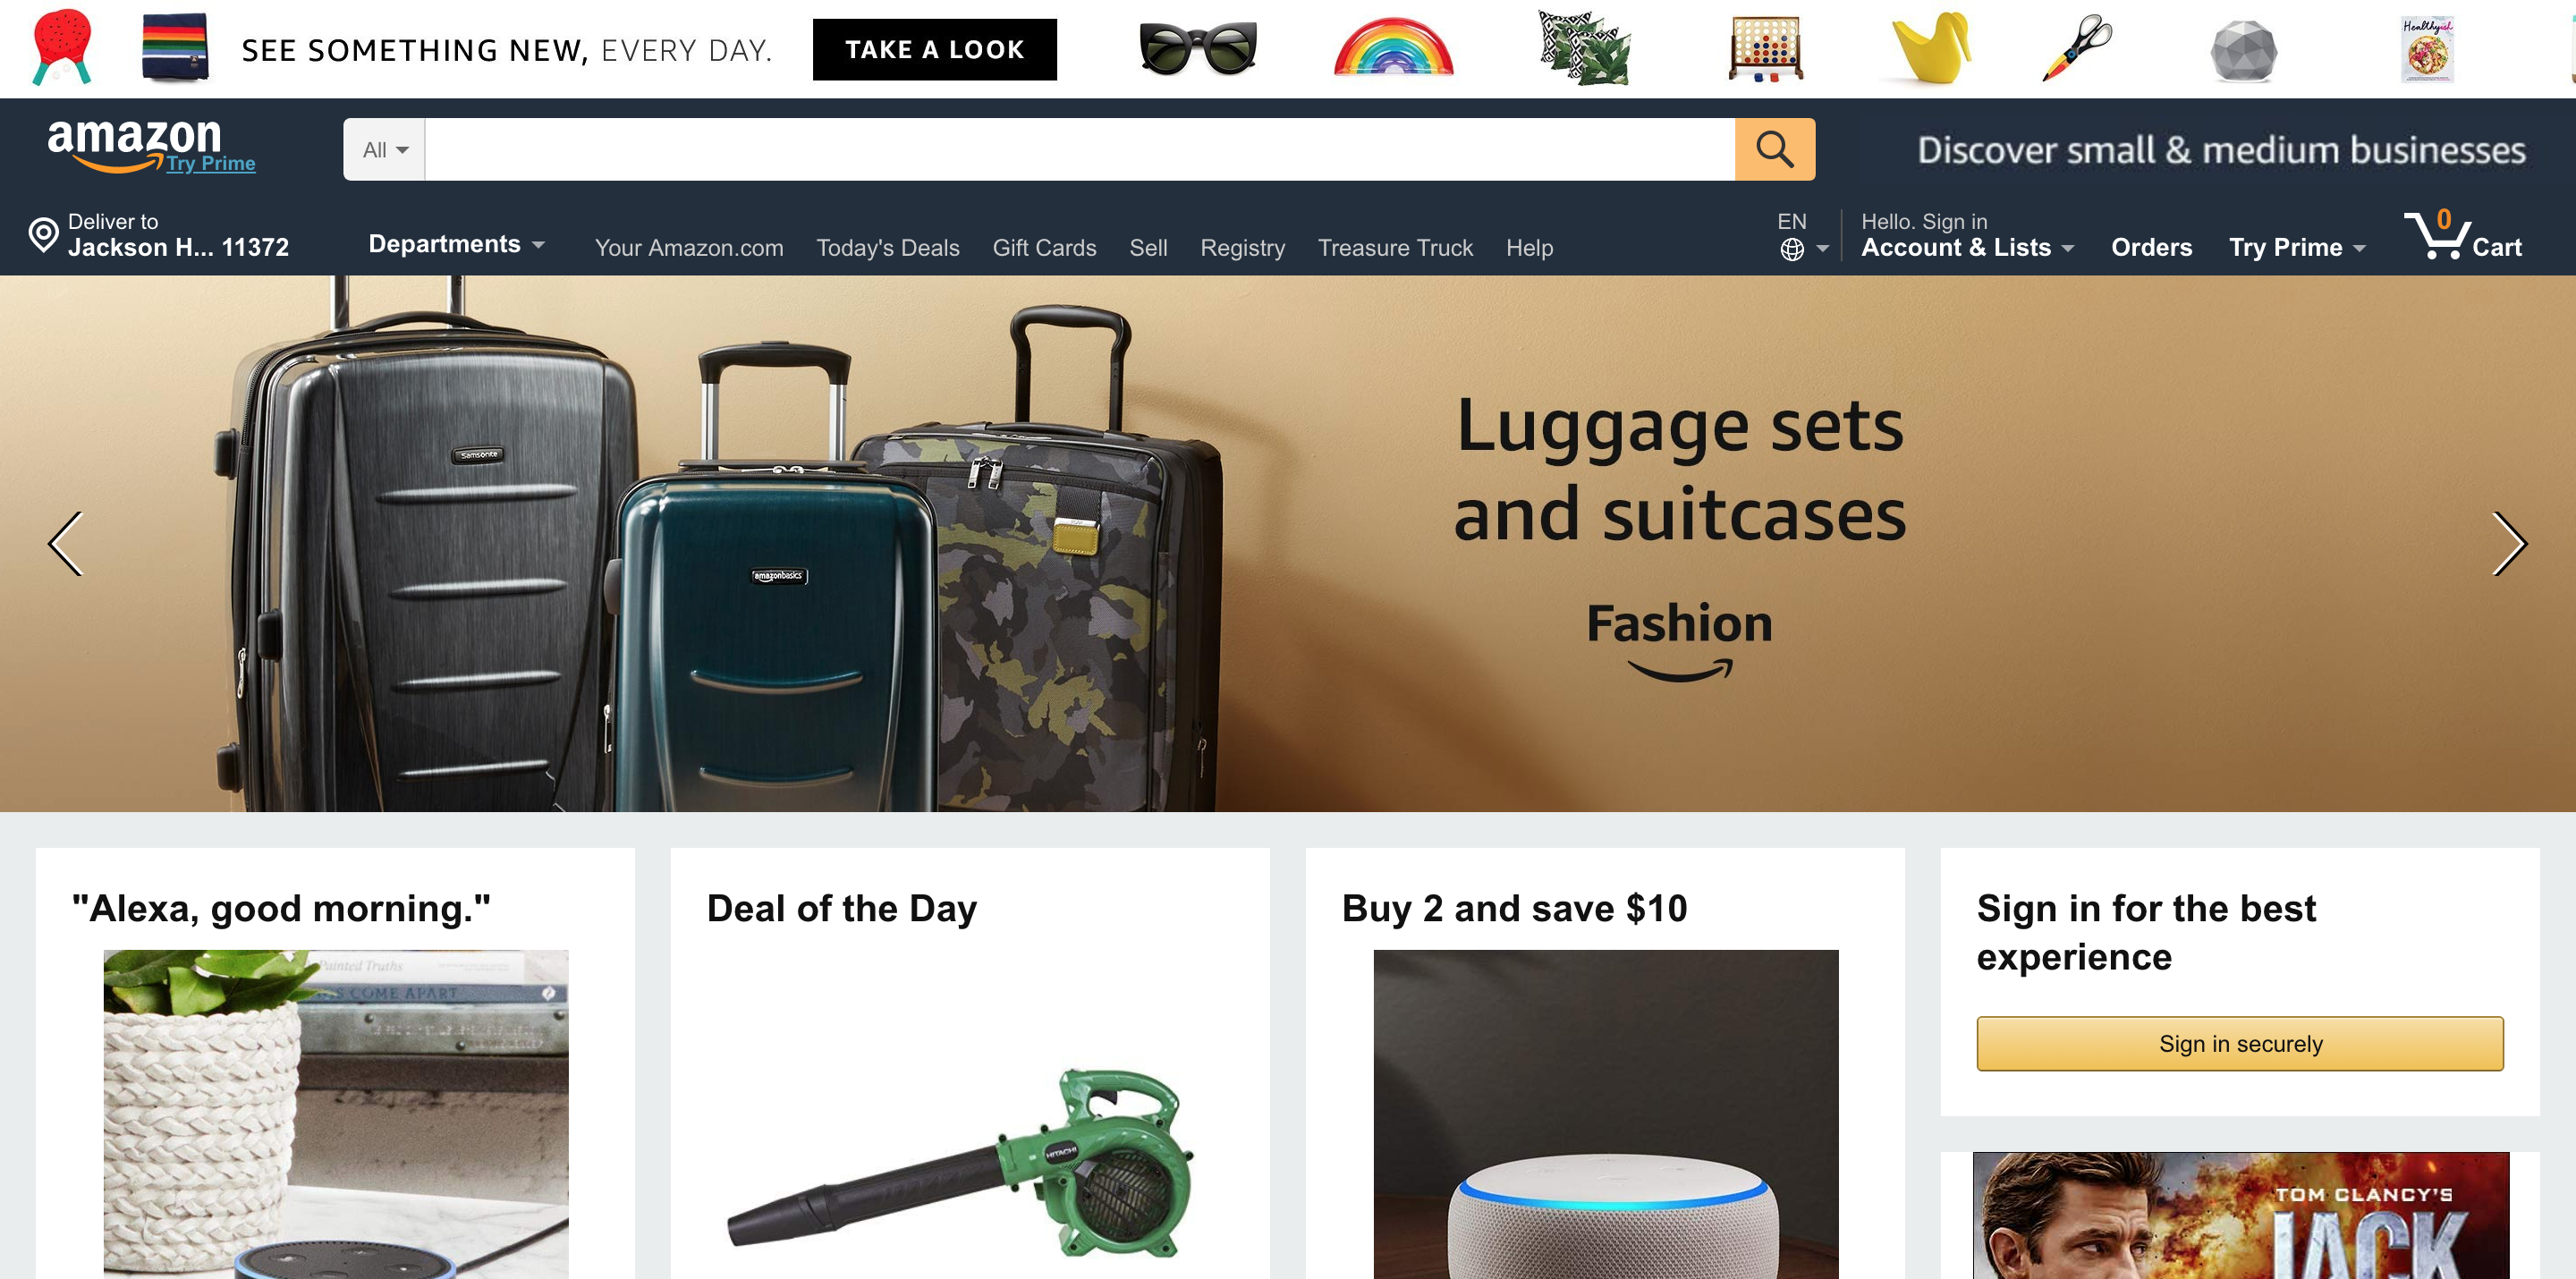 SEE SOMETHING NEW, EVERY DAY.
TAKE A LOOK
Healthyish
amazon
Try Prime
All
Discover small & medium businesses
Deliver to
Jackson H... 11372
Departments
Your Amazon.com
Today's Deals
Gift Cards
Sell
Registry
Treasure Truck
Help
EN
Hello. Sign in
Account & Lists
Orders
Try Prime
0
Cart
Samsonite
amazonbasics
Luggage sets
and suitcases
Fashion
"Alexa, good morning."
Painted Truths
COME APART
Deal of the Day
HITACHI
Buy 2 and save $10
Sign in for the best
experience
Sign in securely
TOM CLANCY'S
JACK